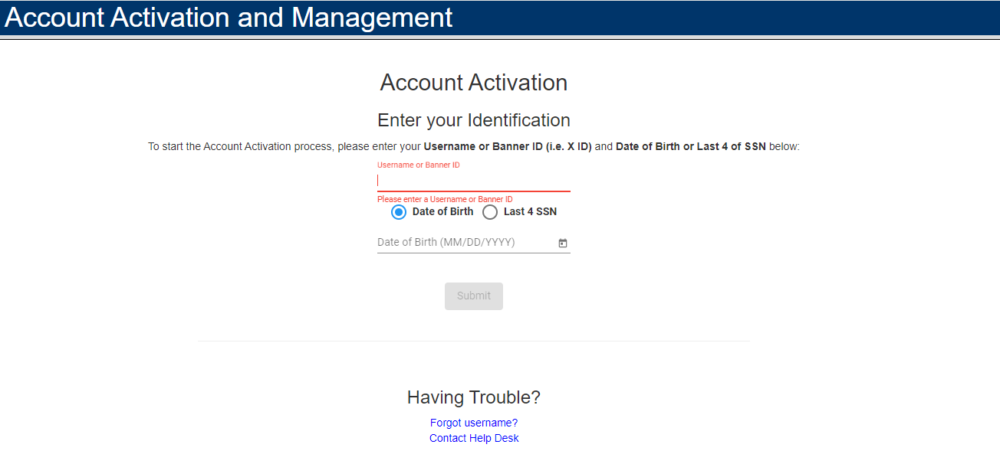 Account Activation and Management
Account Activation
Enter your Identification
To start the Account Activation process, please enter your Username or Banner ID (i.e. X ID) and Date of Birth or Last 4 of SSN below:
Username or Banner ID
Please enter a Username or Banner ID
Date of Birth Last 4 SSN
Date of Birth (MM/DD/YYYY)
Submit
Having Trouble?
Forgot username?
Contact Help Desk